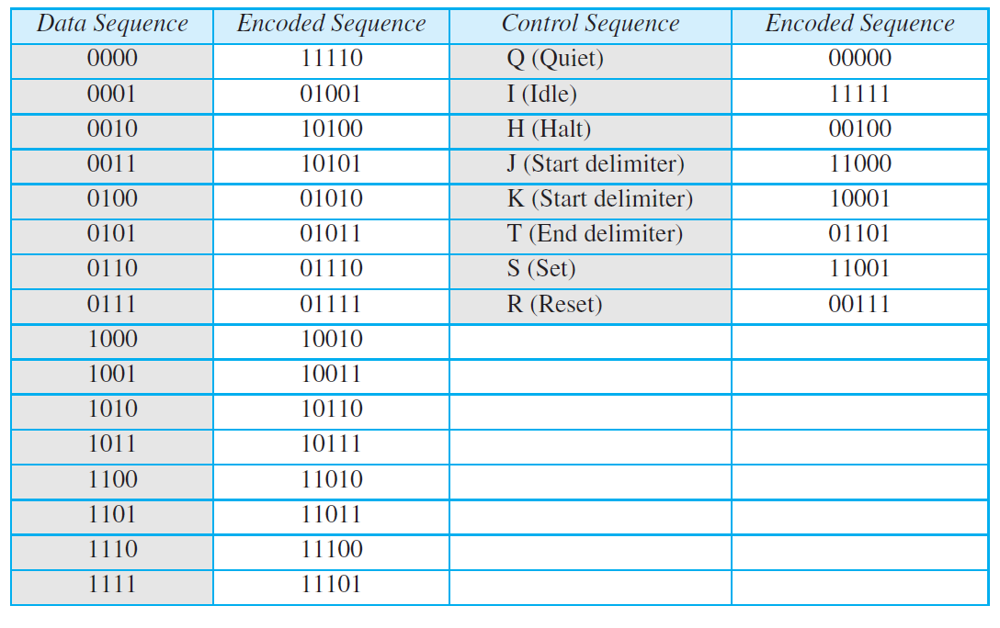 Data Sequence Encoded Sequence Control Sequence Encoded Sequence
0000 11110 Q (Quiet) 00000
0001 01001 I (Idle) 11111
0010 10100 H (Halt) 00100
0011 10101 J (Start delimiter) 11000
0100 01010 K (Start delimiter) 10001
0101 01011 T (End delimiter) 01101
0110 01110 S (Set) 11001
0111 01111 R (Reset) 00111
1000 10010
1001 10011
1010 10110
1011 10111
1100 11010
1101 11011
1110 11100
1111 11101